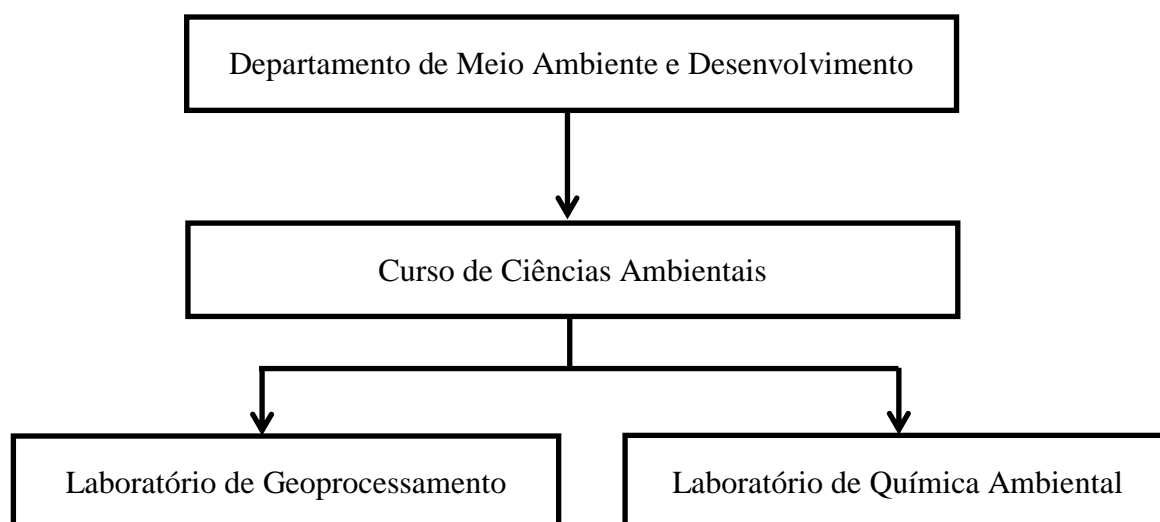 Departamento de Meio Ambiente e Desenvolvimento
Curso de Ciências Ambientais
Laboratório de Geoprocessamento
Laboratório de Química Ambiental